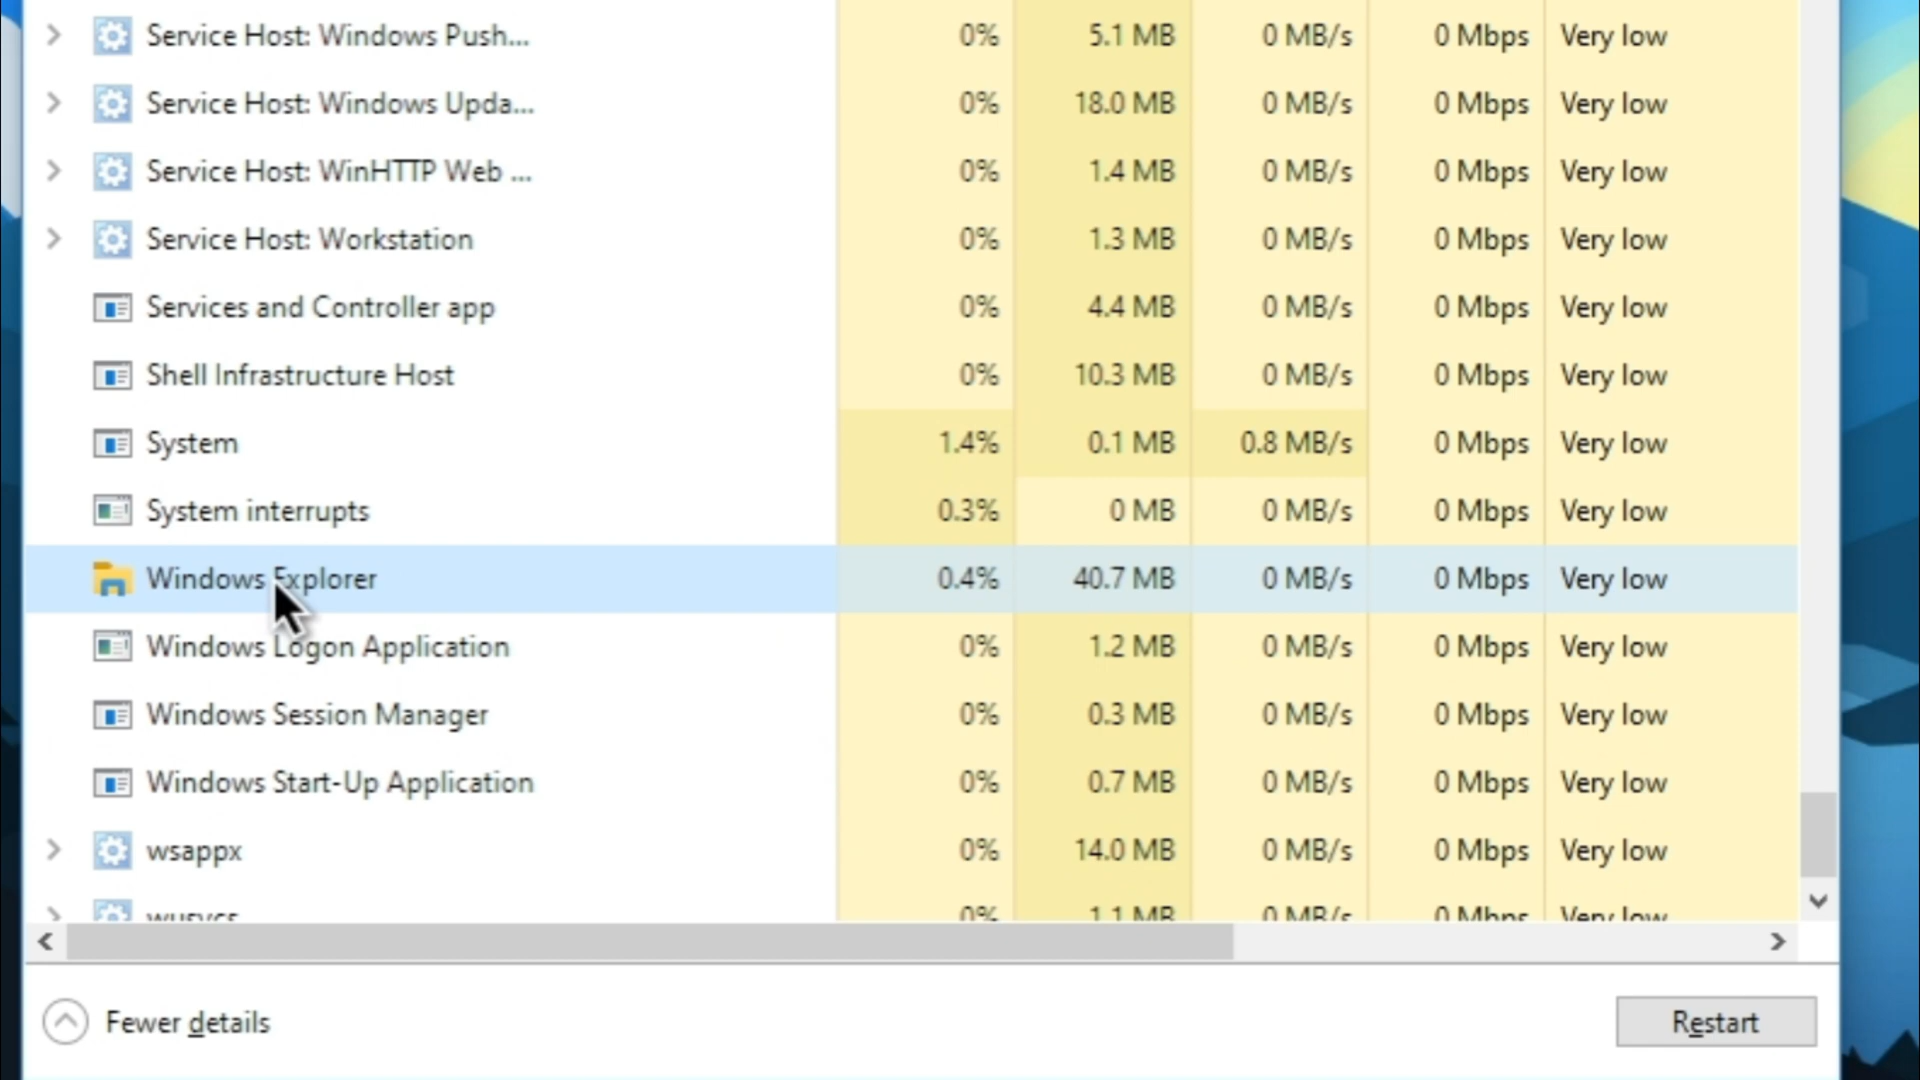 Service Host: Windows Push... 0% 5.1 MB 0 MB/s 0 Mbps Very low
Service Host: Windows Upda... 0% 18.0 MB 0 MB/s 0 Mbps Very low
Service Host: WinHTTP Web ... 0% 1.4 MB 0 MB/s 0 Mbps Very low
Service Host: Workstation 0% 1.3 MB 0 MB/s 0 Mbps Very low
Services and Controller app 0% 4.4 MB 0 MB/s 0 Mbps Very low
Shell Infrastructure Host 0% 10.3 MB 0 MB/s 0 Mbps Very low
System 1.4% 0.1 MB 0.8 MB/s 0 Mbps Very low
System interrupts 0.3% 0 MB 0 MB/s 0 Mbps Very low
Windows Explorer 0.4% 40.7 MB 0 MB/s 0 Mbps Very low
Windows Logon Application 0% 1.2 MB 0 MB/s 0 Mbps Very low
Windows Session Manager 0% 0.3 MB 0 MB/s 0 Mbps Very low
Windows Start-Up Application 0% 0.7 MB 0 MB/s 0 Mbps Very low
wsappx 0% 14.0 MB 0 MB/s 0 Mbps Very low
0% 1.1 MB 0 MB/s 0 Mbps Very low
Fewer details
Restart